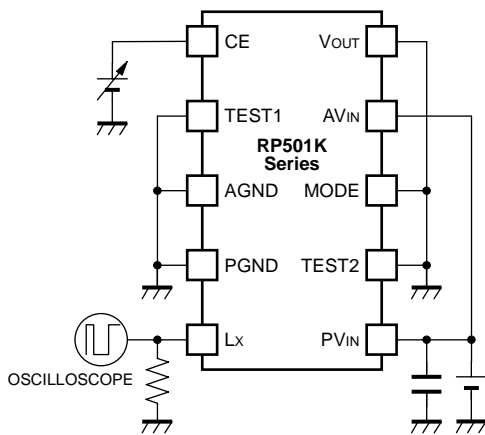 CE
VOUT
TEST1
AVIN
RP501K
Series
AGND
MODE
PGND
TEST2
LX
PVIN
OSCILLOSCOPE